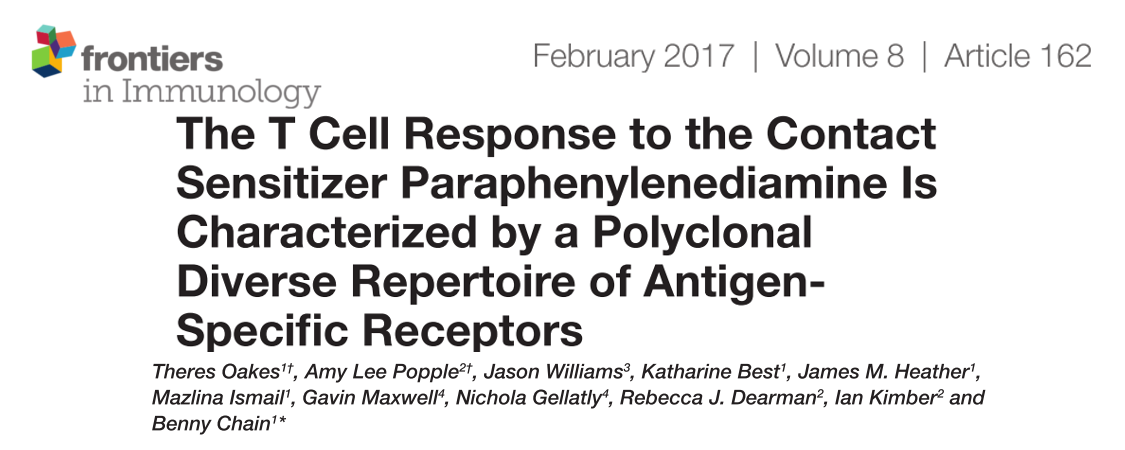 frontiers
in Immunology
February 2017 | Volume 8 | Article 162
The T Cell Response to the Contact
Sensitizer Paraphenylenediamine Is
Characterized by a Polyclonal
Diverse Repertoire of Antigen-
Specific Receptors
Theres Oakes¹†, Amy Lee Popple²†, Jason Williams³, Katharine Best¹, James M. Heather¹,
Mazlina Ismail¹, Gavin Maxwell⁴, Nichola Gellatly⁴, Rebecca J. Dearman², Ian Kimber² and
Benny Chain¹*